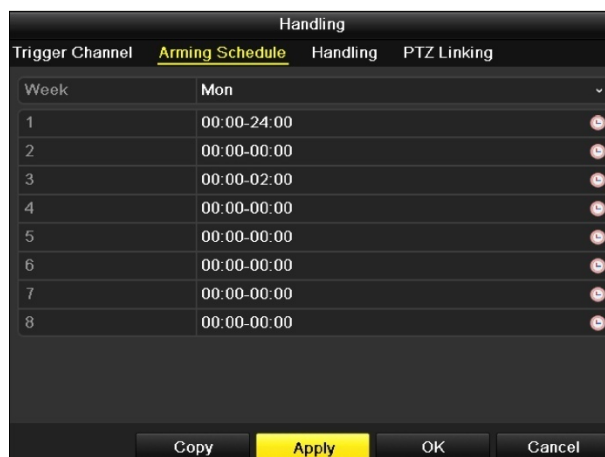 Handling
Trigger Channel Arming Schedule Handling PTZ Linking
Week Mon
1 00:00-24:00
2 00:00-00:00
3 00:00-02:00
4 00:00-00:00
5 00:00-00:00
6 00:00-00:00
7 00:00-00:00
8 00:00-00:00
Copy Apply OK Cancel